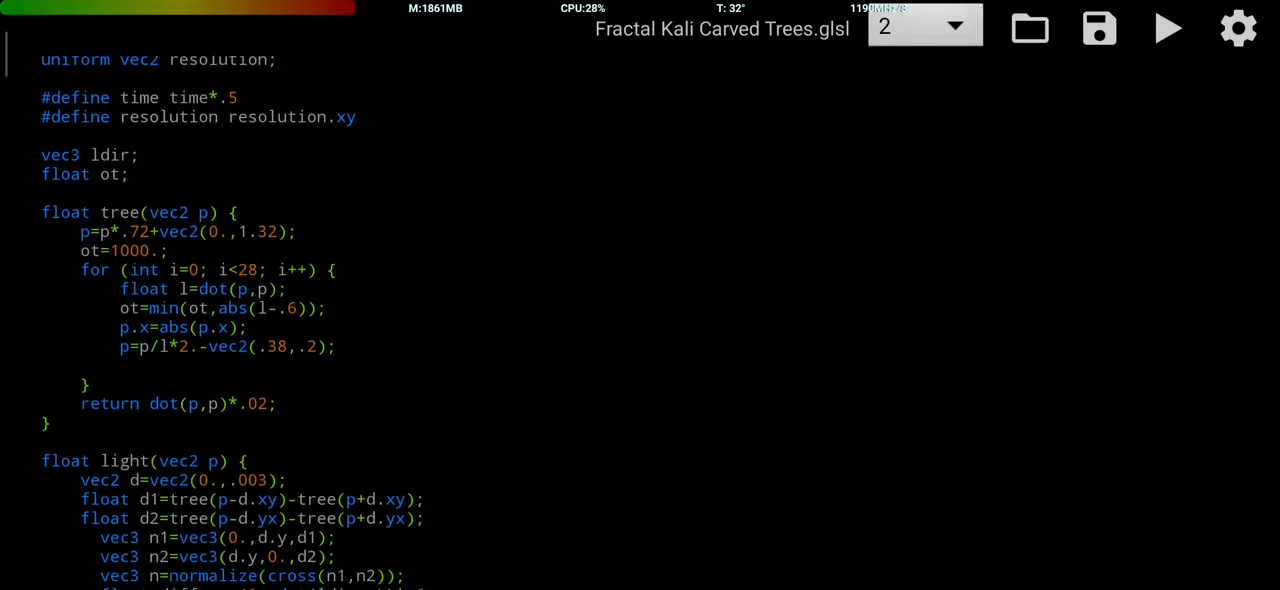 M:1861MB CPU:28% T: 32° 1190MHz/8
Fractal Kali Carved Trees.glsl 2
uniform vec2 resolution;
#define time time*.5
#define resolution resolution.xy
vec3 ldir;
float ot;
float tree(vec2 p) {
p=p*.72+vec2(0.,1.32);
ot=1000.;
for (int i=0; i<28; i++) {
float l=dot(p,p);
ot=min(ot,abs(l-.6));
p.x=abs(p.x);
p=p/l*2.-vec2(.38,.2);
}
return dot(p,p)*.02;
}
float light(vec2 p) {
vec2 d=vec2(0.,.003);
float d1=tree(p-d.xy)-tree(p+d.xy);
float d2=tree(p-d.yx)-tree(p+d.yx);
vec3 n1=vec3(0.,d.y,d1);
vec3 n2=vec3(d.y,0.,d2);
vec3 n=normalize(cross(n1,n2));